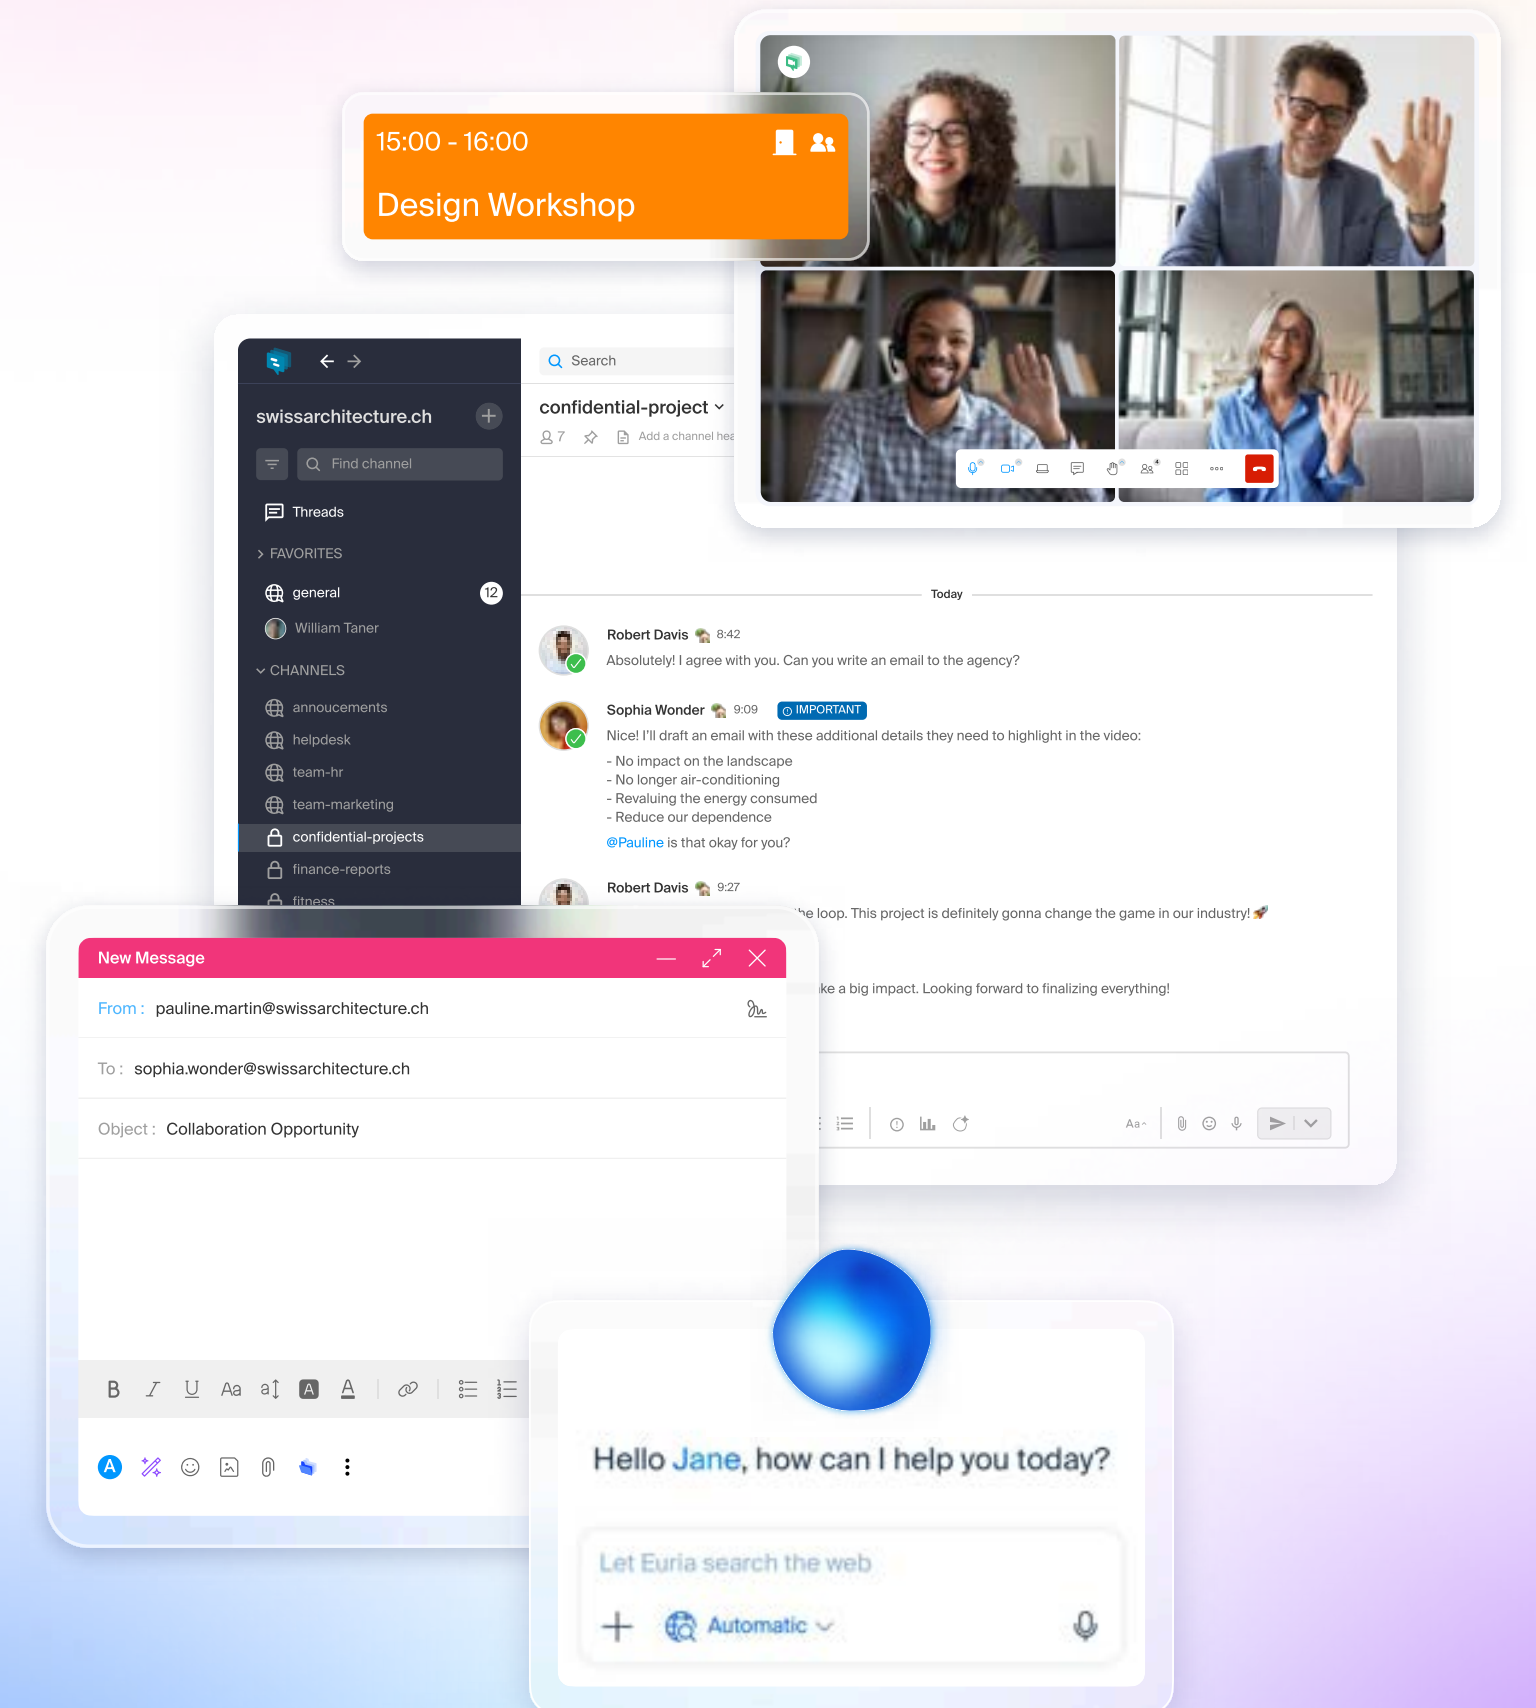 15:00 - 16:00
Design Workshop
swissarchitecture.ch
Find channel
Threads
FAVORITES
general
12
William Taner
CHANNELS
annoucements
helpdesk
team-hr
team-marketing
confidential-projects
finance-reports
fitness
Search
confidential-project
7
Add a channel hea
Today
Robert Davis 8:42
Absolutely! I agree with you. Can you write an email to the agency?
Sophia Wonder 9:09 IMPORTANT
Nice! I'll draft an email with these additional details they need to highlight in the video:
- No impact on the landscape
- No longer air-conditioning
- Revaluing the energy consumed
- Reduce our dependence
@Pauline is that okay for you?
Robert Davis 9:27
he loop. This project is definitely gonna change the game in our industry!
ke a big impact. Looking forward to finalizing everything!
Aa
New Message
From : pauline.martin@swissarchitecture.ch
To : sophia.wonder@swissarchitecture.ch
Object : Collaboration Opportunity
B I U Aa a A A
A
Hello Jane, how can I help you today?
Let Euria search the web
Automatic